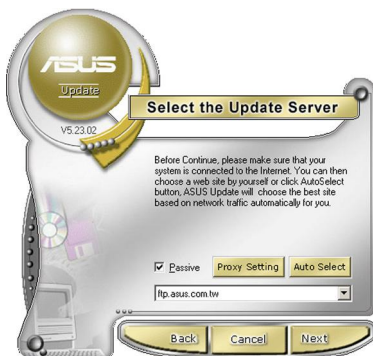 ASUS
Update
V5.23.02
Select the Update Server
Before Continue, please make sure that your
system is connected to the Internet. You can then
choose a web site by yourself or click AutoSelect
button, ASUS Update will choose the best site
based on network traffic automatically for you.
Passive Proxy Setting Auto Select
ftp.asus.com.tw
Back Cancel Next